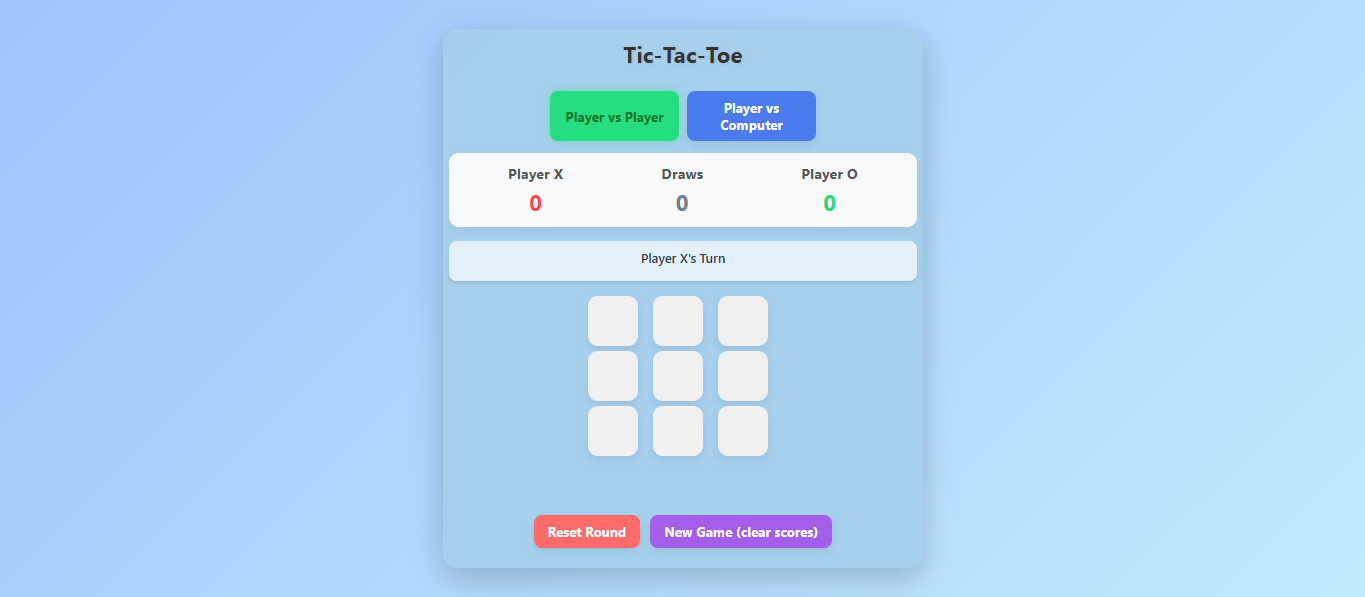 Tic-Tac-Toe
Player vs Player
Player vs
Computer
Player X
Draws
Player O
0
0
0
Player X's Turn
Reset Round
New Game (clear scores)